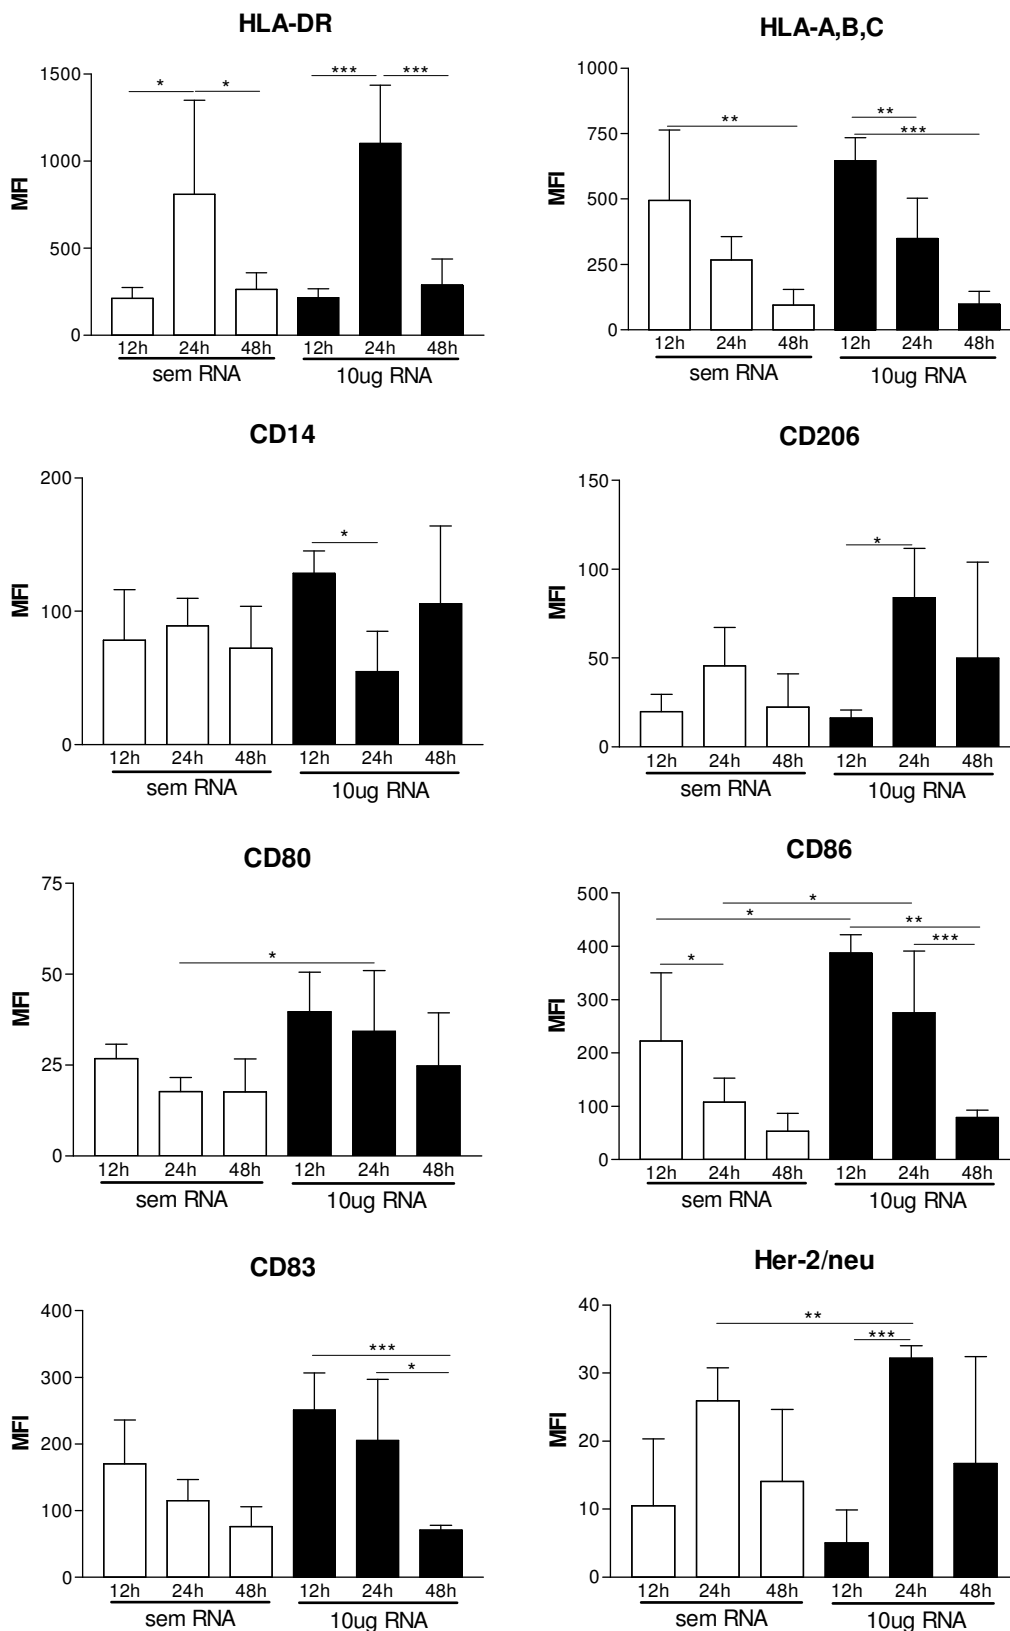 HLA-DR
* * *** ***
1500
1000
500
0
MFI
12h 24h 48h 12h 24h 48h
sem RNA 10ug RNA
HLA-A,B,C
** ** ***
1000
750
500
250
0
MFI
12h 24h 48h 12h 24h 48h
sem RNA 10ug RNA
CD14
*
200
100
0
MFI
12h 24h 48h 12h 24h 48h
sem RNA 10ug RNA
CD206
*
150
100
50
0
MFI
12h 24h 48h 12h 24h 48h
sem RNA 10ug RNA
CD80
*
75
50
25
0
MFI
12h 24h 48h 12h 24h 48h
sem RNA 10ug RNA
CD86
*
* **
* ***
500
400
300
200
100
0
MFI
12h 24h 48h 12h 24h 48h
sem RNA 10ug RNA
CD83
***
*
400
300
200
100
0
MFI
12h 24h 48h 12h 24h 48h
sem RNA 10ug RNA
Her-2/neu
**
***
40
30
20
10
0
MFI
12h 24h 48h 12h 24h 48h
sem RNA 10ug RNA